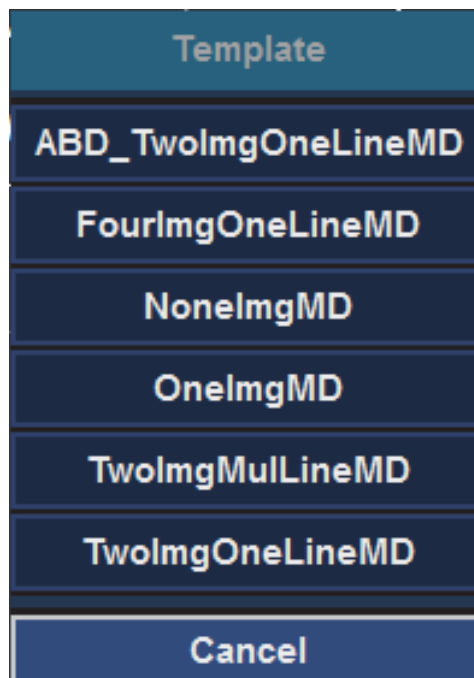 Template
ABD_TwoImgOneLineMD
FourImgOneLineMD
NoneImgMD
OneImgMD
TwoImgMulLineMD
TwoImgOneLineMD
Cancel